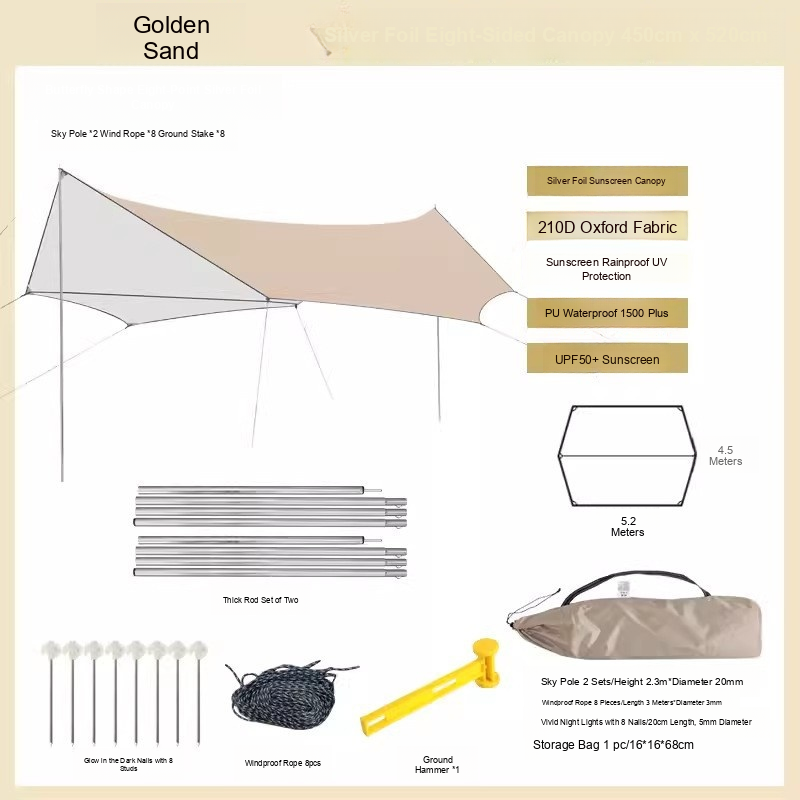 Golden
Sand
Silver Foil Eight-Sided Canopy 450cm x 520cm
Sky Pole *2 Wind Rope *8 Ground Stake *8
Silver Foil Sunscreen Canopy
210D Oxford Fabric
Sunscreen Rainproof UV
Protection
PU Waterproof 1500 Plus
UPF50+ Sunscreen
4.5
Meters
5.2
Meters
Thick Rod Set of Two
Sky Pole 2 Sets/Height 2.3m*Diameter 20mm
Windproof Rope 8 Pieces/Length 3 Meters*Diameter 3mm
Vivid Night Lights with 8 Nails/20cm Length, 5mm Diameter
Storage Bag 1 pc/16*16*68cm
Glow in the Dark Nails with 8
Studs
Windproof Rope 8pcs
Ground
Hammer *1